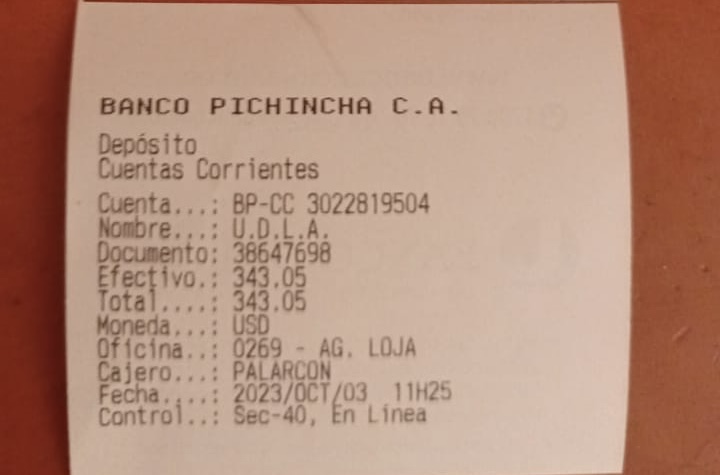 BANCO PICHINCHA C.A.
Depósito
Cuentas Corrientes
Cuenta...: BP-CC 3022819504
Nombre...: U.D.L.A.
Documento: 38647698
Efectivo.: 343.05
Total....: 343.05
Moneda...: USD
Oficina..: 0269 - AG. LOJA
Cajero...: PALARCON
Fecha....: 2023/OCT/03 11H25
Control..: Sec-40, En Línea